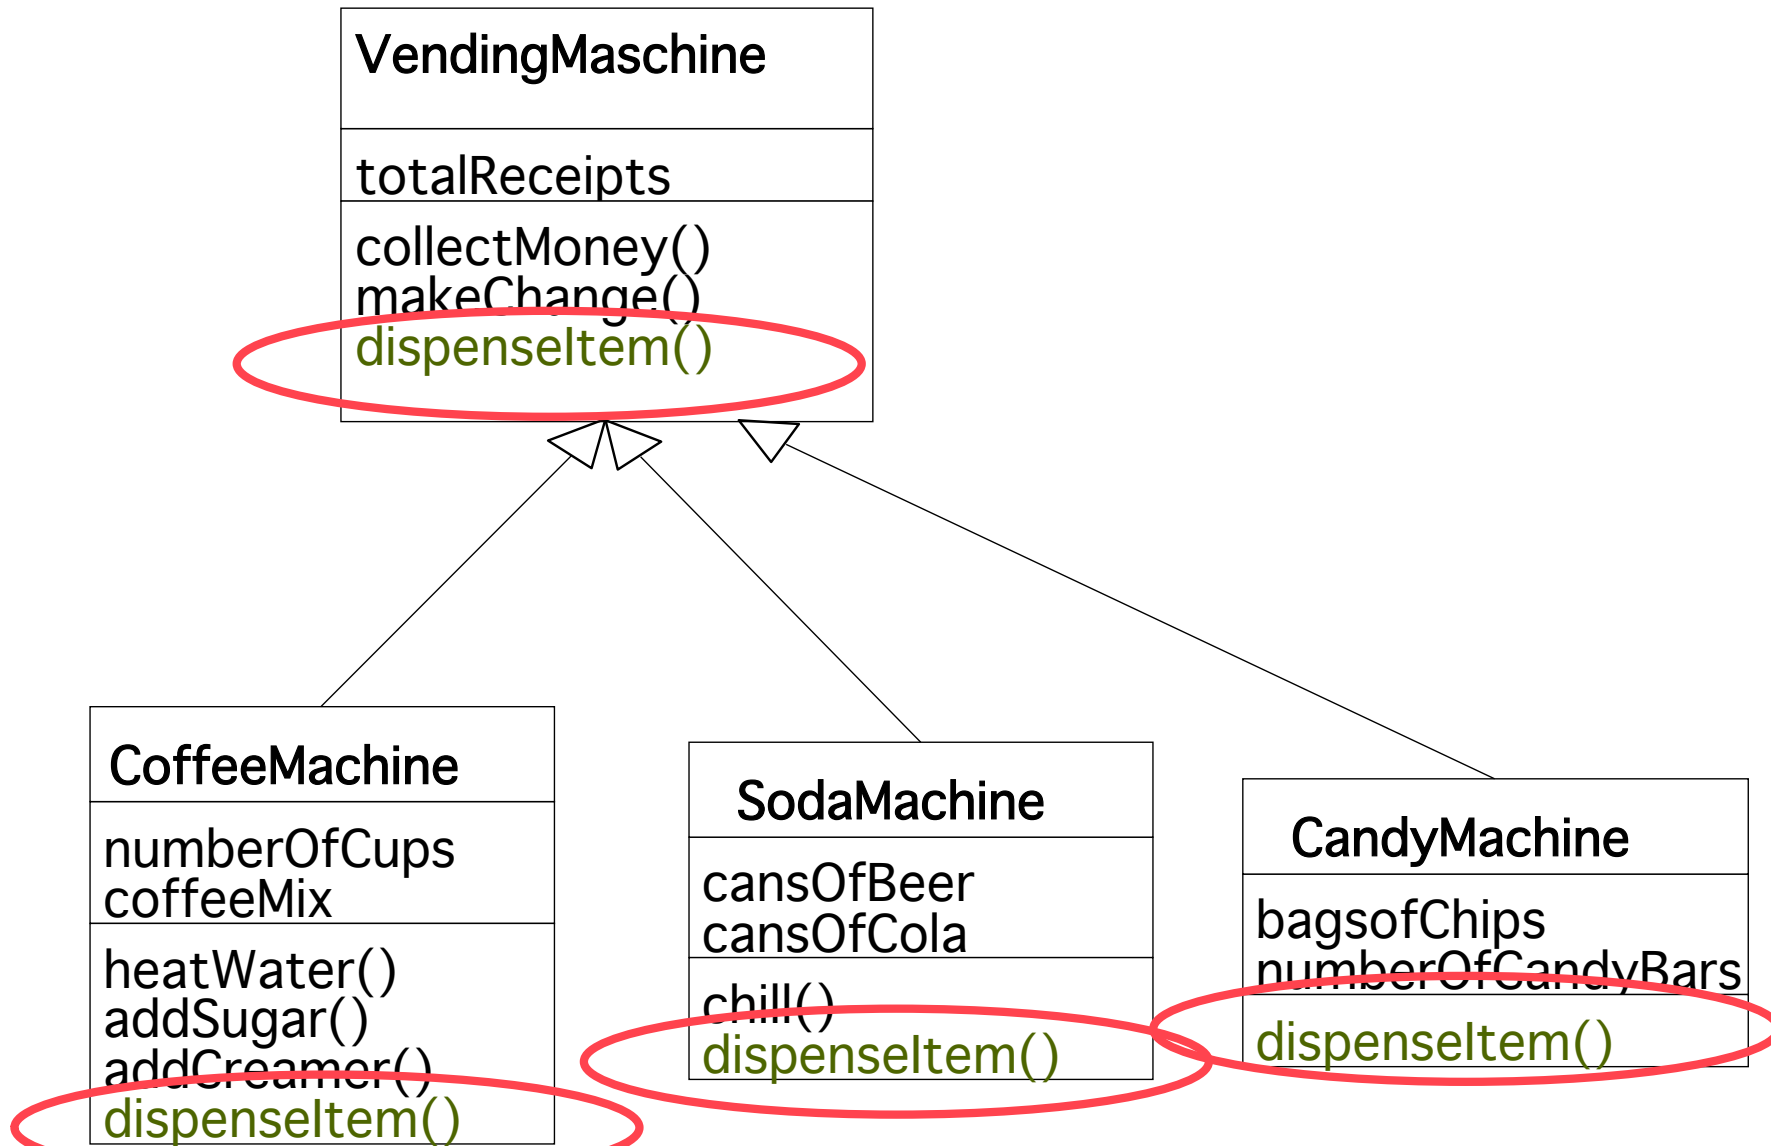 VendingMaschine
totalReceipts
collectMoney()
makeChange()
dispenseItem()
CoffeeMachine
numberOfCups
coffeeMix
heatWater()
addSugar()
addCreamer()
dispenseItem()
SodaMachine
cansOfBeer
cansOfCola
chill()
dispenseItem()
CandyMachine
bagsofChips
numberOfCandyBars
dispenseItem()